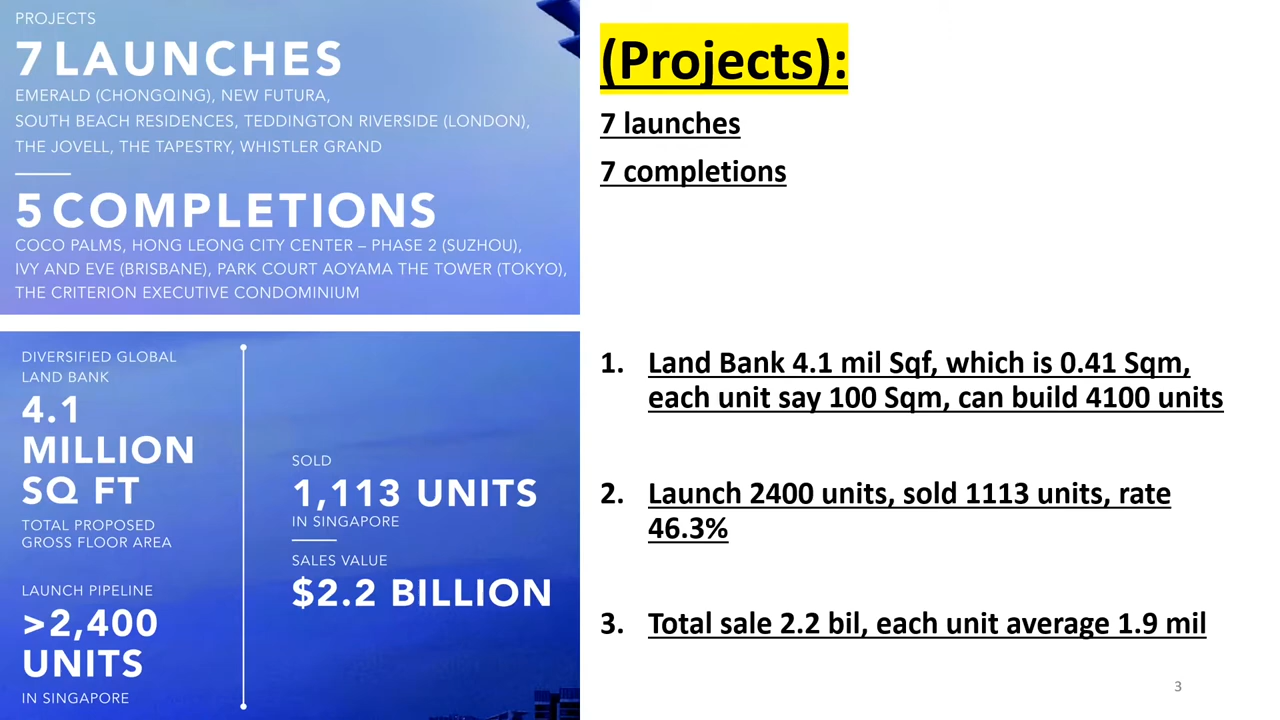 PROJECTS
7 LAUNCHES
EMERALD (CHONGQING), NEW FUTURA,
SOUTH BEACH RESIDENCES, TEDDINGTON RIVERSIDE (LONDON),
THE JOVELL, THE TAPESTRY, WHISTLER GRAND
5 COMPLETIONS
COCO PALMS, HONG LEONG CITY CENTER – PHASE 2 (SUZHOU),
IVY AND EVE (BRISBANE), PARK COURT AOYAMA THE TOWER (TOKYO),
THE CRITERION EXECUTIVE CONDOMINIUM
DIVERSIFIED GLOBAL
LAND BANK
4.1
MILLION
SQ FT
TOTAL PROPOSED
GROSS FLOOR AREA
LAUNCH PIPELINE
>2,400
UNITS
IN SINGAPORE
SOLD
1,113 UNITS
IN SINGAPORE
SALES VALUE
$2.2 BILLION
(Projects):
7 launches
7 completions
1. Land Bank 4.1 mil Sqf, which is 0.41 Sqm,
each unit say 100 Sqm, can build 4100 units
2. Launch 2400 units, sold 1113 units, rate
46.3%
3. Total sale 2.2 bil, each unit average 1.9 mil
3